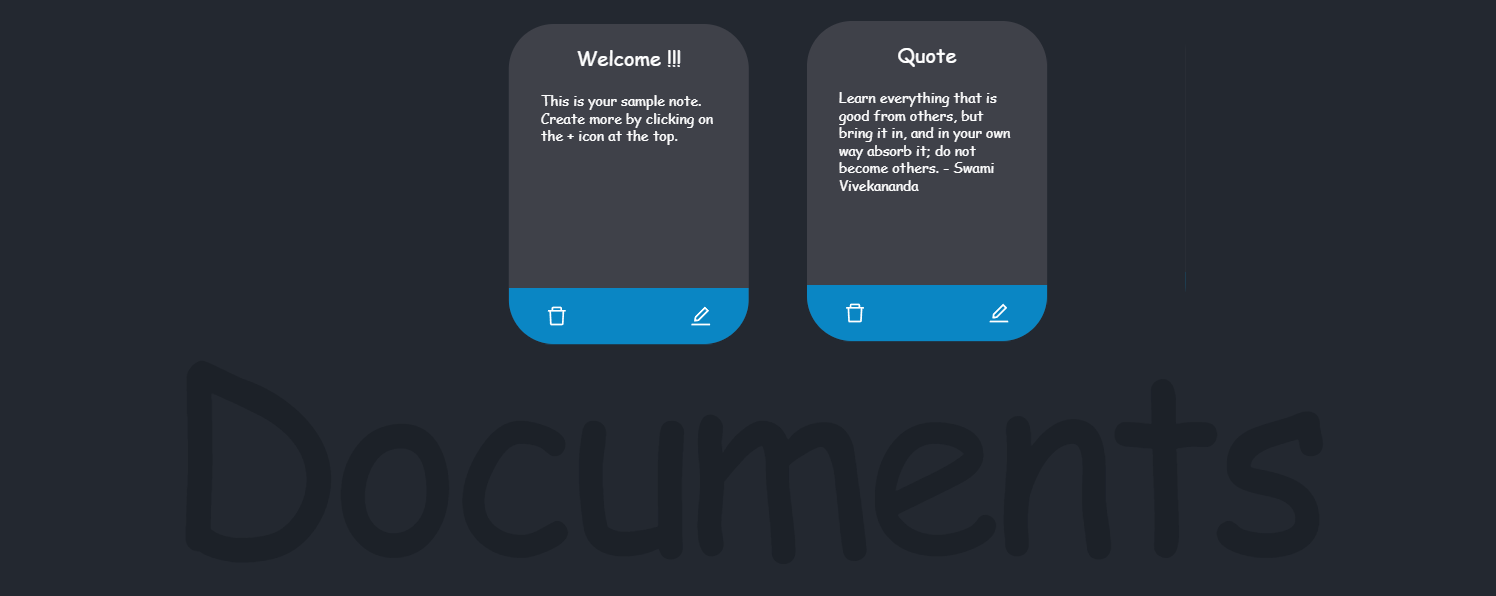 Welcome !!!
This is your sample note.
Create more by clicking on
the + icon at the top.
Quote
Learn everything that is
good from others, but
bring it in, and in your own
way absorb it; do not
become others. - Swami
Vivekananda
Documents